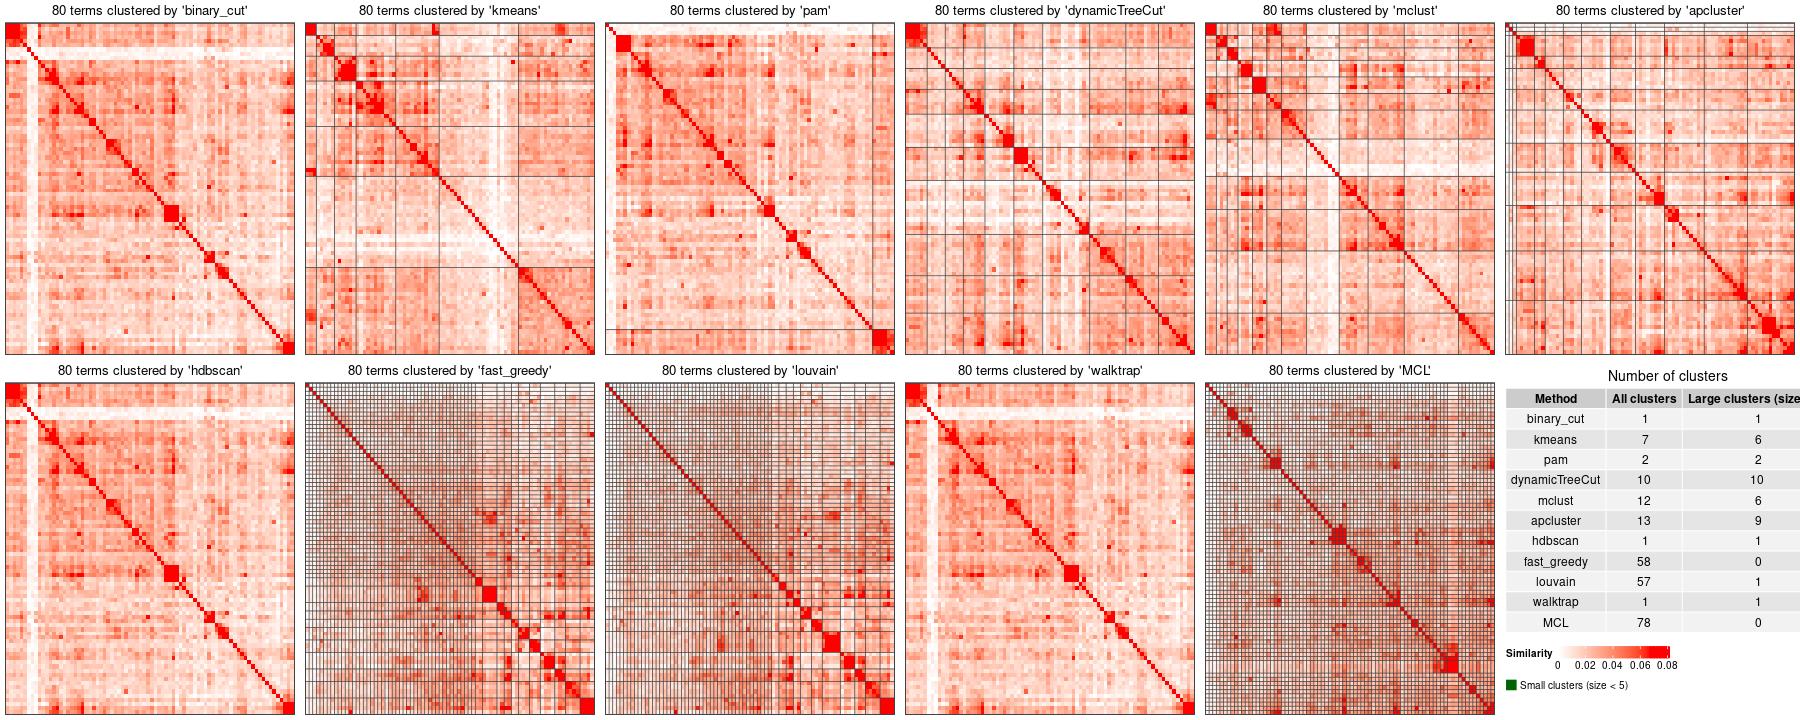 80 terms clustered by 'binary_cut'
80 terms clustered by 'kmeans'
80 terms clustered by 'pam'
80 terms clustered by 'dynamicTreeCut'
80 terms clustered by 'mclust'
80 terms clustered by 'apcluster'
80 terms clustered by 'hdbscan'
80 terms clustered by 'fast_greedy'
80 terms clustered by 'louvain'
80 terms clustered by 'walktrap'
80 terms clustered by 'MCL'
Number of clusters
Method All clusters Large clusters (size
binary_cut 1 1
kmeans 7 6
pam 2 2
dynamicTreeCut 10 10
mclust 12 6
apcluster 13 9
hdbscan 1 1
fast_greedy 58 0
louvain 57 1
walktrap 1 1
MCL 78 0
Similarity
0 0.02 0.04 0.06 0.08
Small clusters (size < 5)